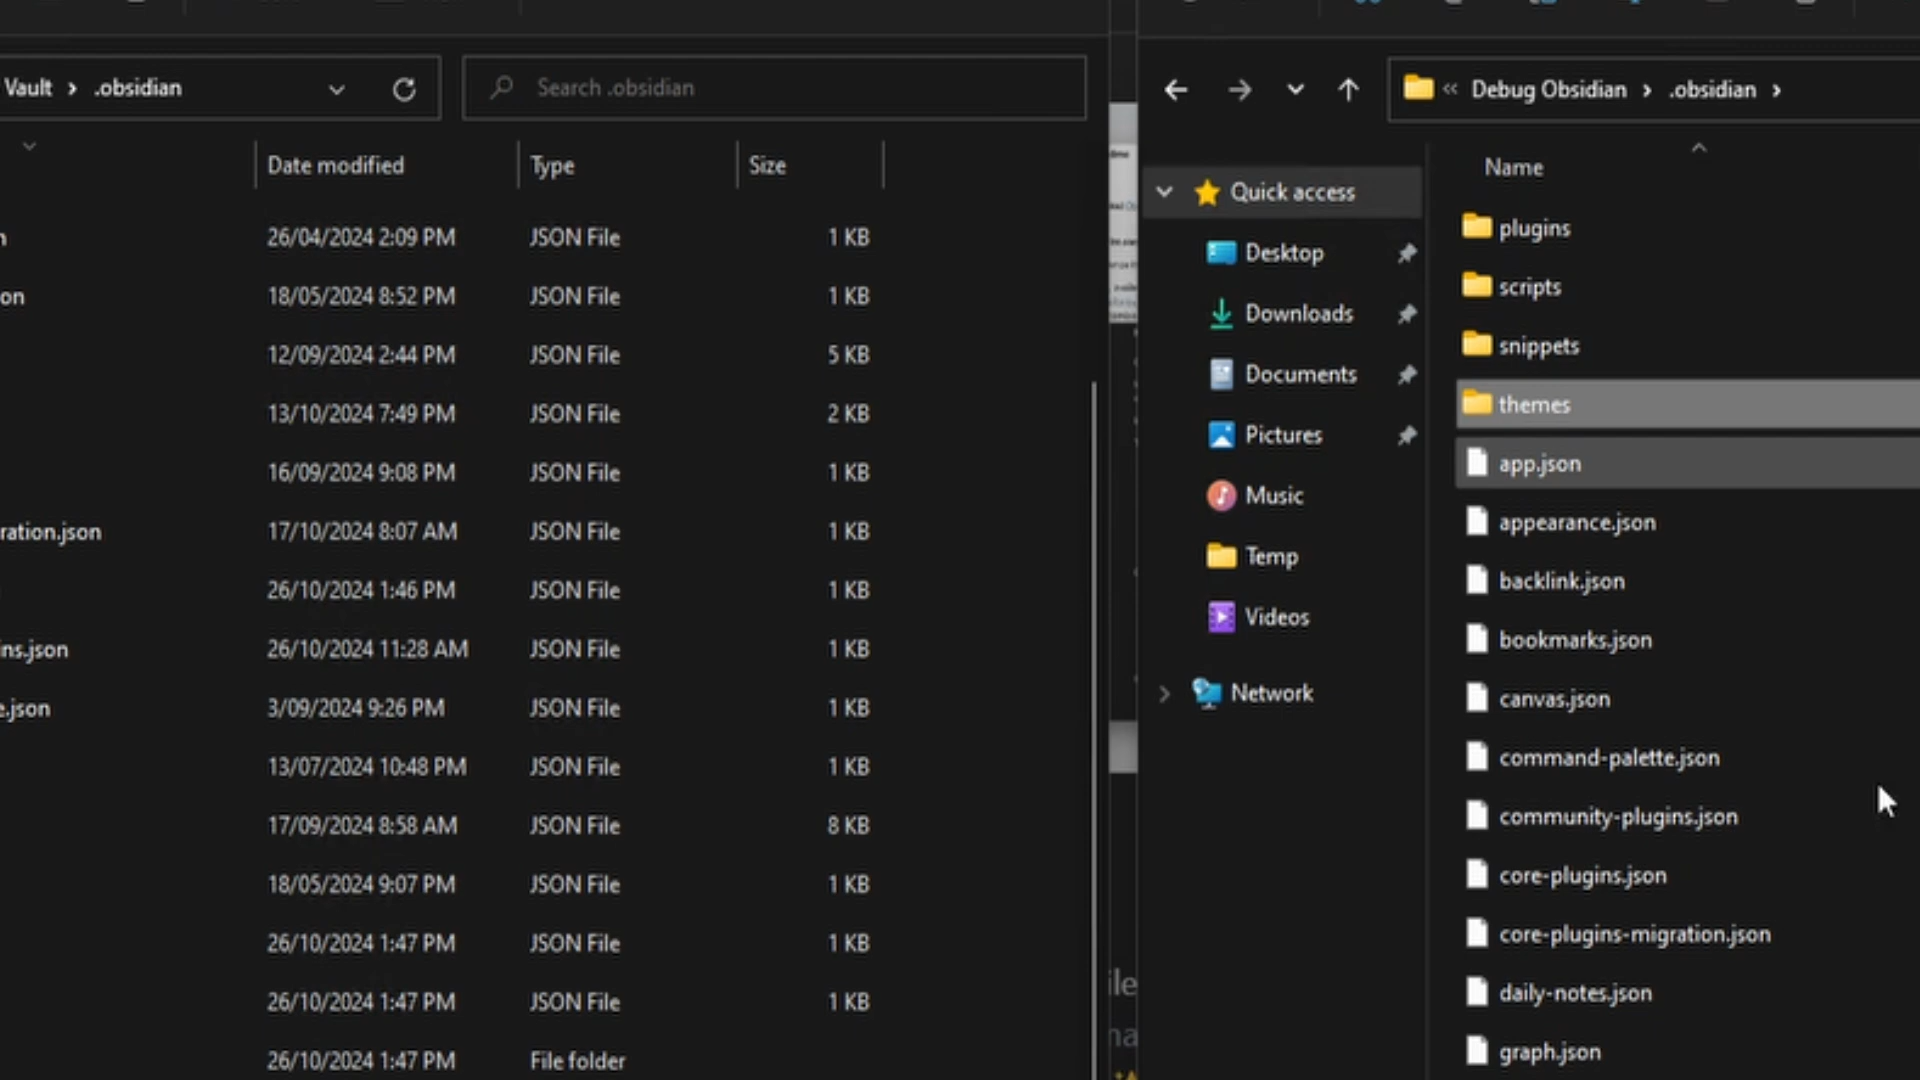 Vault > .obsidian
Search .obsidian
Date modified Type Size
26/04/2024 2:09 PM JSON File 1 KB
on 18/05/2024 8:52 PM JSON File 1 KB
12/09/2024 2:44 PM JSON File 5 KB
13/10/2024 7:49 PM JSON File 2 KB
16/09/2024 9:08 PM JSON File 1 KB
ration.json 17/10/2024 8:07 AM JSON File 1 KB
26/10/2024 1:46 PM JSON File 1 KB
ins.json 26/10/2024 11:28 AM JSON File 1 KB
e.json 3/09/2024 9:26 PM JSON File 1 KB
13/07/2024 10:48 PM JSON File 1 KB
17/09/2024 8:58 AM JSON File 8 KB
18/05/2024 9:07 PM JSON File 1 KB
26/10/2024 1:47 PM JSON File 1 KB
26/10/2024 1:47 PM JSON File 1 KB
26/10/2024 1:47 PM File folder
« Debug Obsidian > .obsidian >
Quick access
Desktop
Downloads
Documents
Pictures
Music
Temp
Videos
Network
Name
plugins
scripts
snippets
themes
app.json
appearance.json
backlink.json
bookmarks.json
canvas.json
command-palette.json
community-plugins.json
core-plugins.json
core-plugins-migration.json
daily-notes.json
graph.json